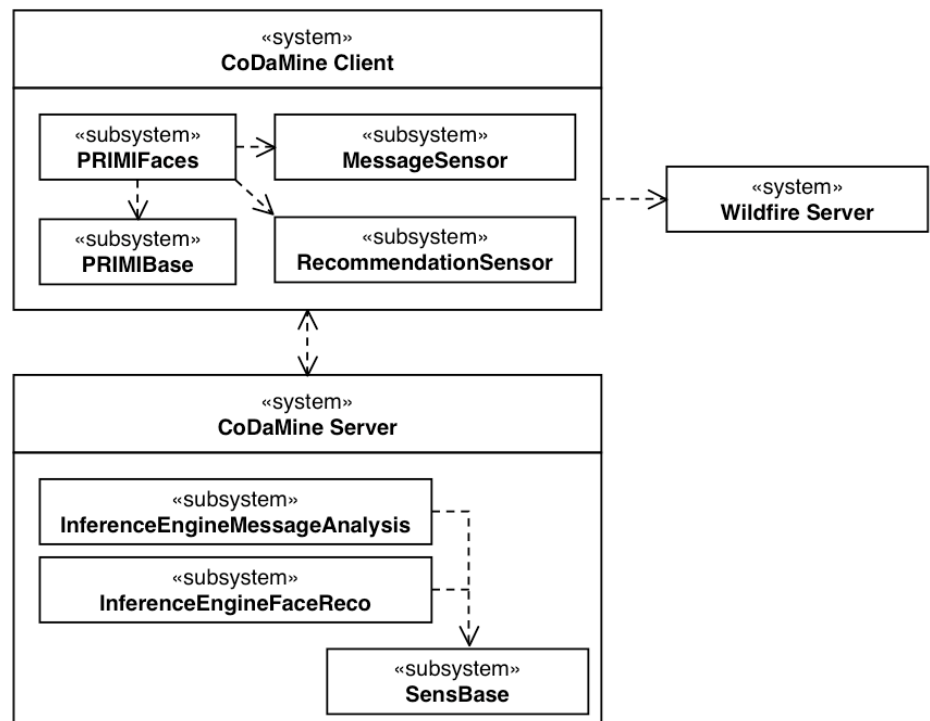 «system»
CoDaMine Client
«subsystem»
PRIMIFaces
«subsystem»
MessageSensor
«subsystem»
PRIMIBase
«subsystem»
RecommendationSensor
«system»
Wildfire Server
«system»
CoDaMine Server
«subsystem»
InferenceEngineMessageAnalysis
«subsystem»
InferenceEngineFaceReco
«subsystem»
SensBase